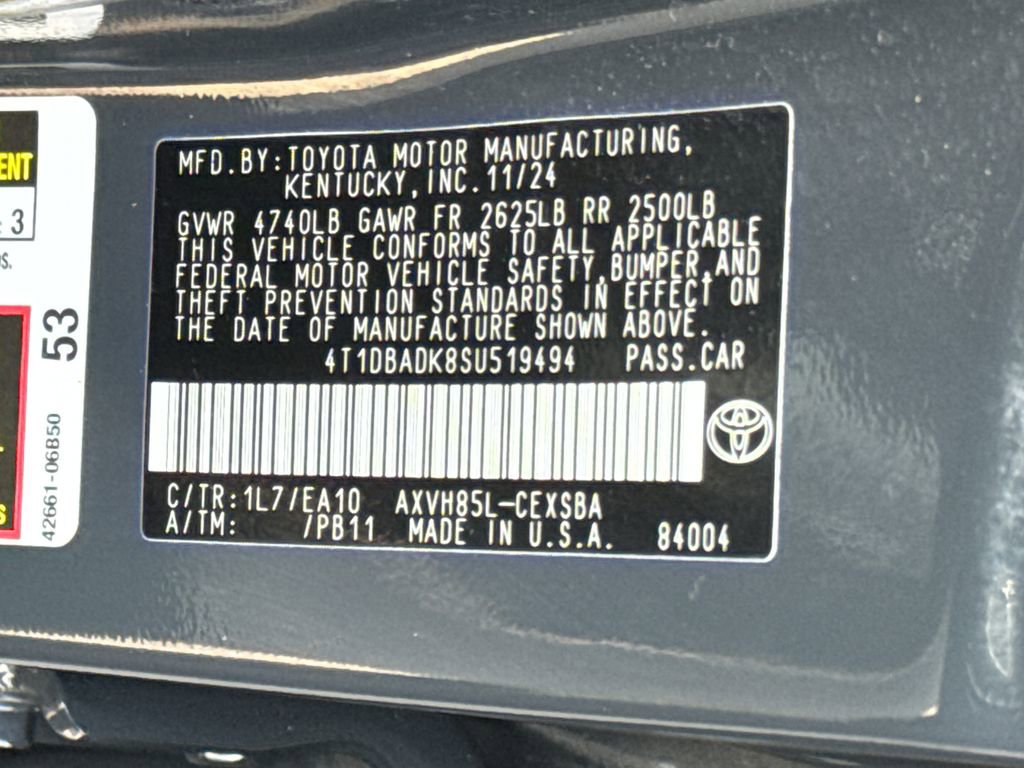 MFD.BY:TOYOTA MOTOR MANUFACTURING,
KENTUCKY, INC. 11/24
GVWR 4740LB GAWR FR 2625LB RR 2500LB
THIS VEHICLE CONFORMS TO ALL APPLICABLE
FEDERAL MOTOR VEHICLE SAFETY, BUMPER, AND
THEFT PREVENTION STANDARDS IN EFFECT ON
THE DATE OF MANUFACTURE SHOWN ABOVE.
4T1DBADK8SU519494 PASS.CAR
C/TR:1L7/EA10 AXVH85L-CEXSBA
A/TM: /PB11 MADE IN U.S.A. 84004
3
53
42661-06B50